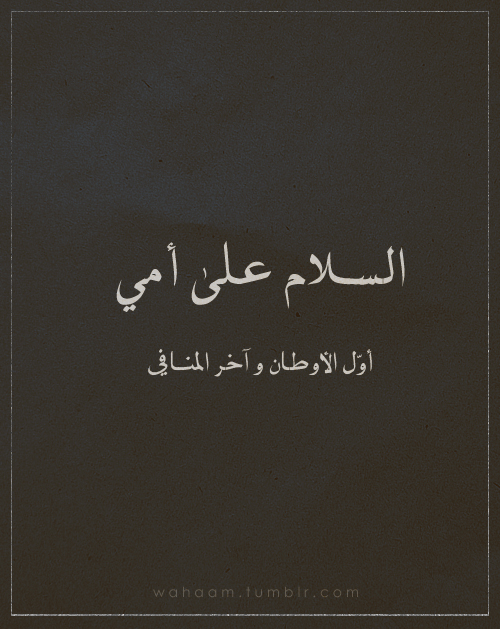 السلام على أمي
أوّل الأوطان و آخر المنافي
wahaam.tumblr.com